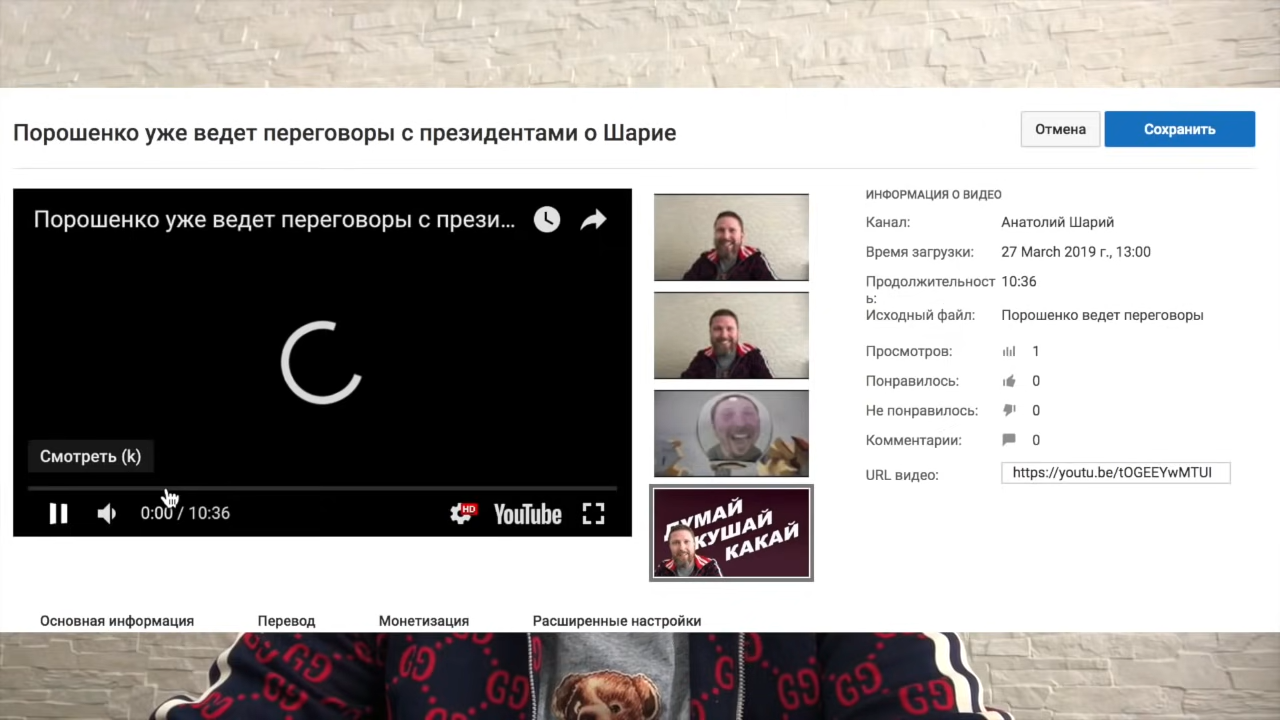 Порошенко уже ведет переговоры с президентами о Шарие
Отмена
Сохранить
Порошенко уже ведет переговоры с прези...
Смотреть (k)
0:00 / 10:36
HD
YouTube
ДУМАЙ
КУШАЙ
КАКАЙ
ИНФОРМАЦИЯ О ВИДЕО
Канал: Анатолий Шарий
Время загрузки: 27 March 2019 г., 13:00
Продолжительност 10:36
ь:
Исходный файл: Порошенко ведет переговоры
Просмотров: 1
Понравилось: 0
Не понравилось: 0
Комментарии: 0
URL видео: https://youtu.be/tOGEEYwMTUI
Основная информация
Перевод
Монетизация
Расширенные настройки